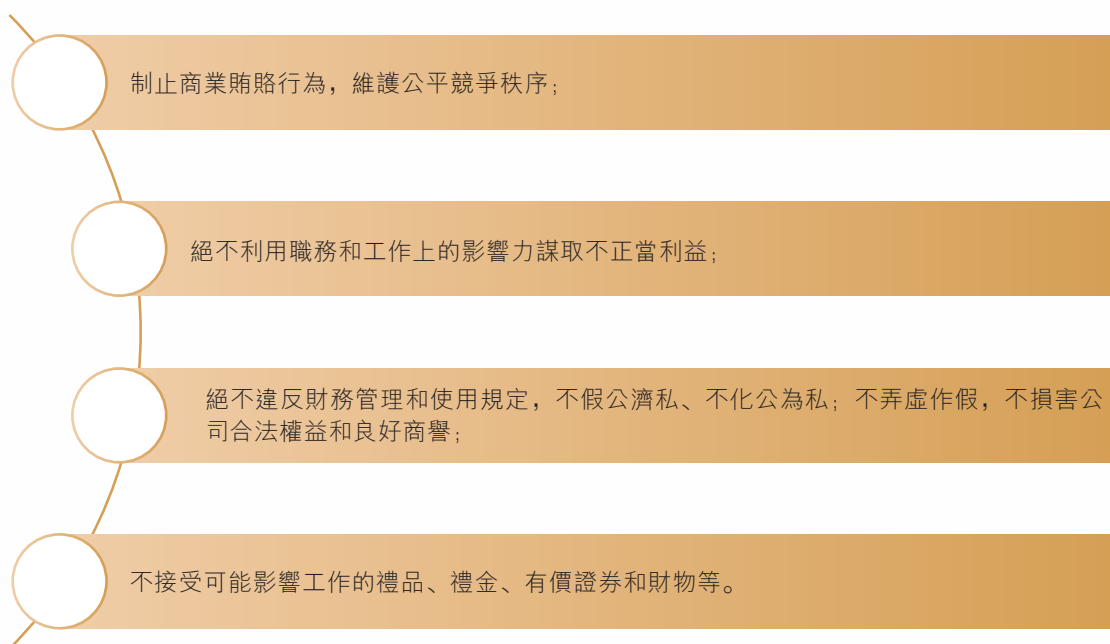 制止商業賄賂行為，維護公平競爭秩序；
絕不利用職務和工作上的影響力謀取不正當利益；
絕不違反財務管理和使用規定，不假公濟私、不化公為私；不弄虛作假，不損害公
司合法權益和良好商譽；
不接受可能影響工作的禮品、禮金、有價證券和財物等。